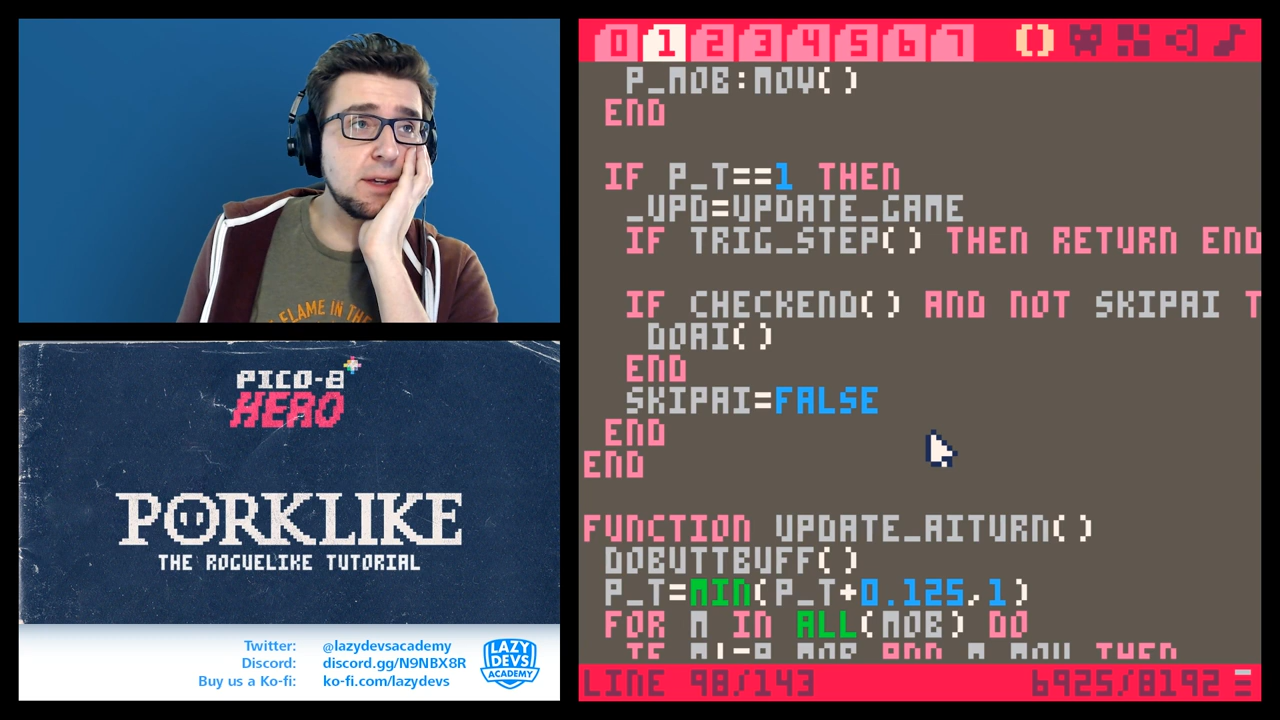 FLAME IN THE
PICO-8
HERO
PORKLIKE
THE ROGUELIKE TUTORIAL
Twitter: @lazydevsacademy
Discord: discord.gg/N9NBX8R
Buy us a Ko-fi: ko-fi.com/lazydevs
LAZY
DEVS
ACADEMY
0 1 2 3 4 5 6 7 ()
P_MOB:MOV()
END
IF P_T==1 THEN
_UPD=UPDATE_GAME
IF TRIG_STEP() THEN RETURN END
IF CHECKEND() AND NOT SKIPAI T
DOAI()
END
SKIPAI=FALSE
END
END
FUNCTION UPDATE_AITURN()
DOBUTTBUFF()
P_T=MIN(P_T+0.125,1)
FOR M IN ALL(MOB) DO
LINE 98/143 6925/8192